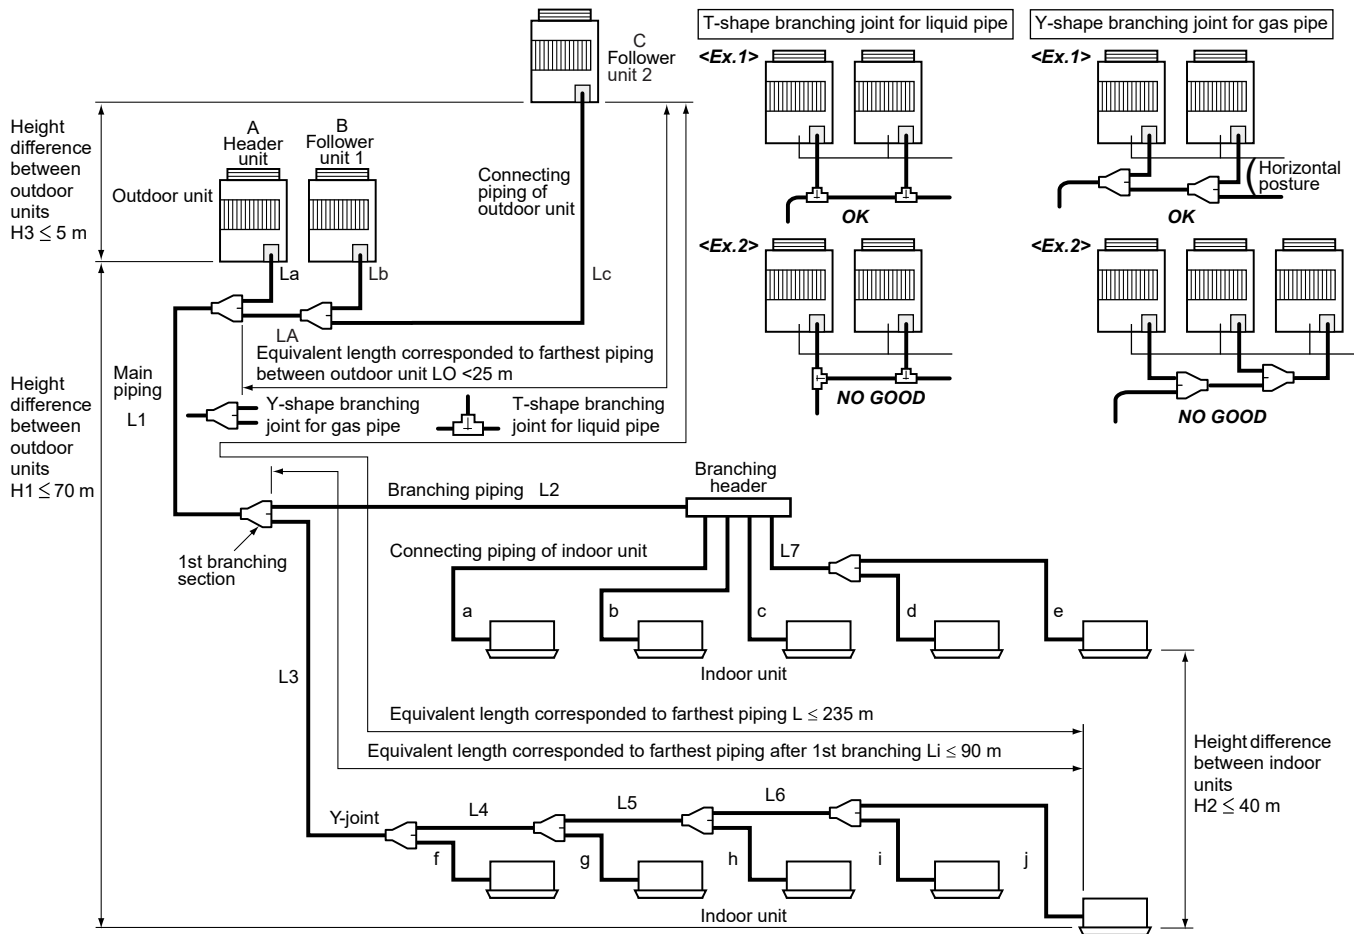 Height
difference
between
outdoor
units
H3 ≤ 5 m
A
Header
unit
B
Follower
unit 1
C
Follower
unit 2
Outdoor unit
Connecting
piping of
outdoor unit
La
Lb
Lc
LA
Equivalent length corresponded to farthest piping
between outdoor unit LO <25 m
Main
piping
L1
Y-shape branching
joint for gas pipe
T-shape branching
joint for liquid pipe
T-shape branching joint for liquid pipe
<Ex.1>
OK
<Ex.2>
NO GOOD
Y-shape branching joint for gas pipe
<Ex.1>
Horizontal
posture
OK
<Ex.2>
NO GOOD
Height
difference
between
outdoor
units
H1 ≤ 70 m
1st branching
section
Branching piping L2
Branching
header
Connecting piping of indoor unit
L7
a
b
c
d
e
Indoor unit
L3
Equivalent length corresponded to farthest piping L ≤ 235 m
Equivalent length corresponded to farthest piping after 1st branching Li ≤ 90 m
Height difference
between indoor
units
H2 ≤ 40 m
Y-joint
L4
L5
L6
f
g
h
i
j
Indoor unit